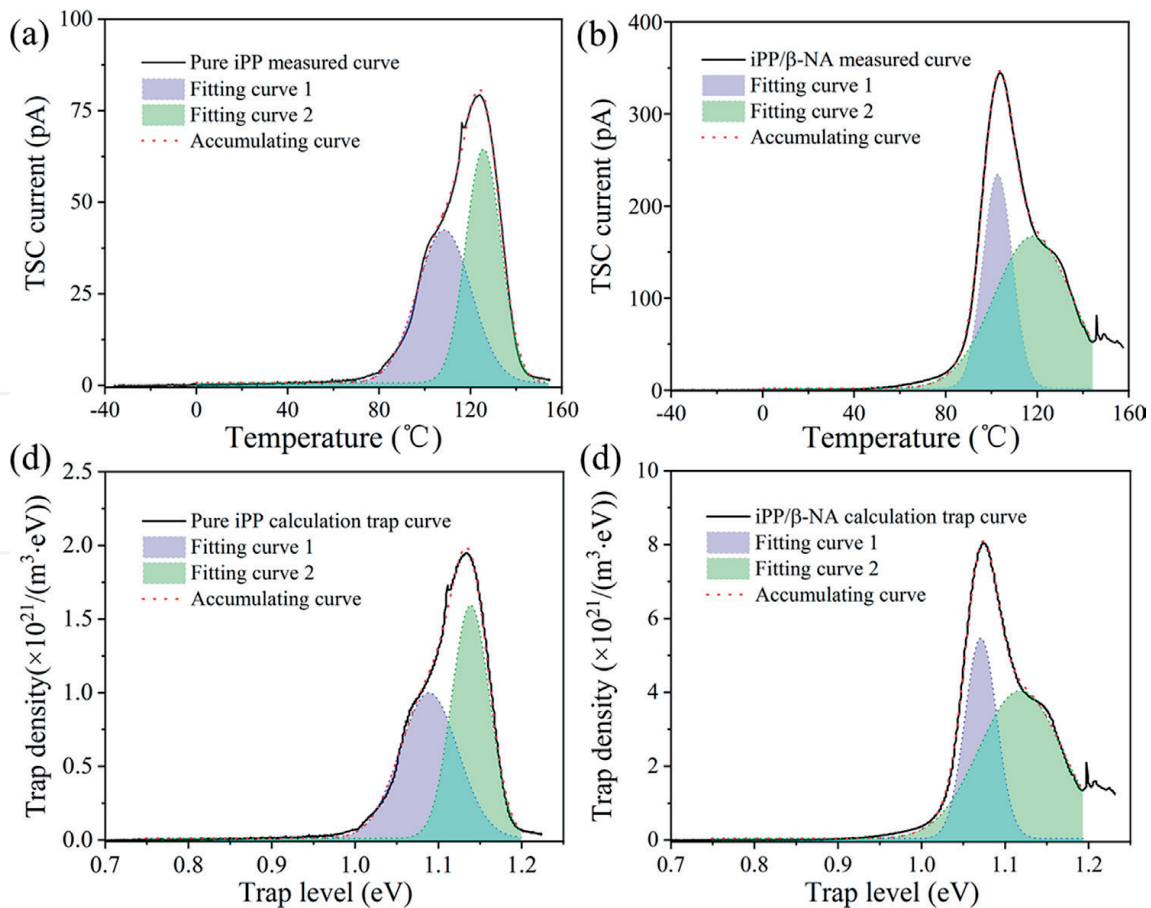 (a)
Pure iPP measured curve
Fitting curve 1
Fitting curve 2
Accumulating curve
TSC current (pA)
100
75
50
25
0
-40 0 40 80 120 160
Temperature (℃)
(b)
iPP/β-NA measured curve
Fitting curve 1
Fitting curve 2
Accumulating curve
TSC current (pA)
400
300
200
100
0
-40 0 40 80 120 160
Temperature (℃)
(d)
Pure iPP calculation trap curve
Fitting curve 1
Fitting curve 2
Accumulating curve
Trap density(×10²¹/(m³·eV))
2.5
2.0
1.5
1.0
0.5
0.0
0.7 0.8 0.9 1.0 1.1 1.2
Trap level (eV)
(d)
iPP/β-NA calculation trap curve
Fitting curve 1
Fitting curve 2
Accumulating curve
Trap density (×10²¹/(m³·eV))
10
8
6
4
2
0
0.7 0.8 0.9 1.0 1.1 1.2
Trap level (eV)